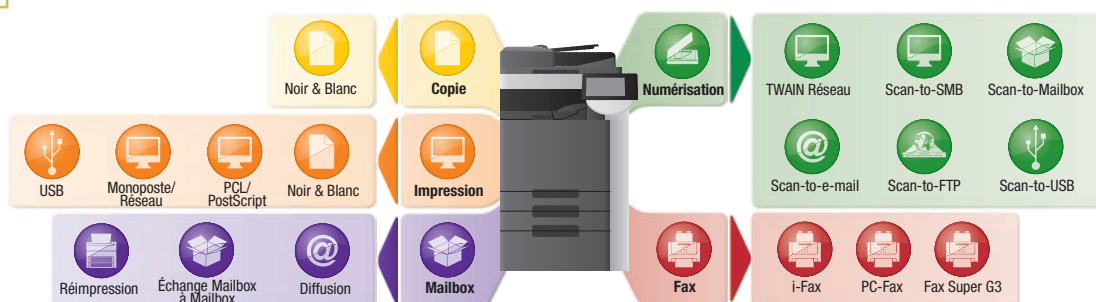 Noir & Blanc
Copie
Numérisation
TWAIN Réseau
Scan-to-SMB
Scan-to-Mailbox
USB
Monoposte/
Réseau
PCL/
PostScript
Noir & Blanc
Impression
Scan-to-e-mail
Scan-to-FTP
Scan-to-USB
Réimpression
Échange Mailbox
à Mailbox
Diffusion
Mailbox
Fax
i-Fax
PC-Fax
Fax Super G3